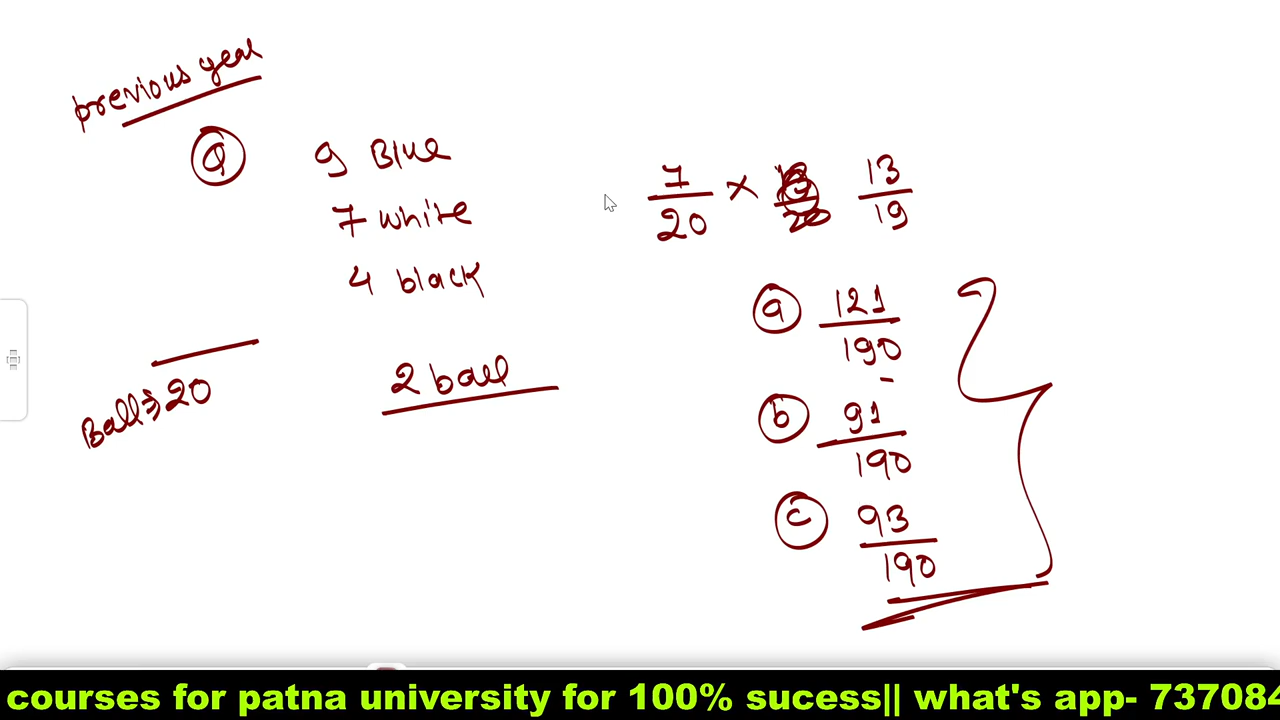 previous year
Q 9 Blue
7 white
4 black
Ball → 20
2 ball
7/20 × 13/19
a 121/190
b 91/190
c 93/190
courses for patna university for 100% sucess|| what's app- 737084